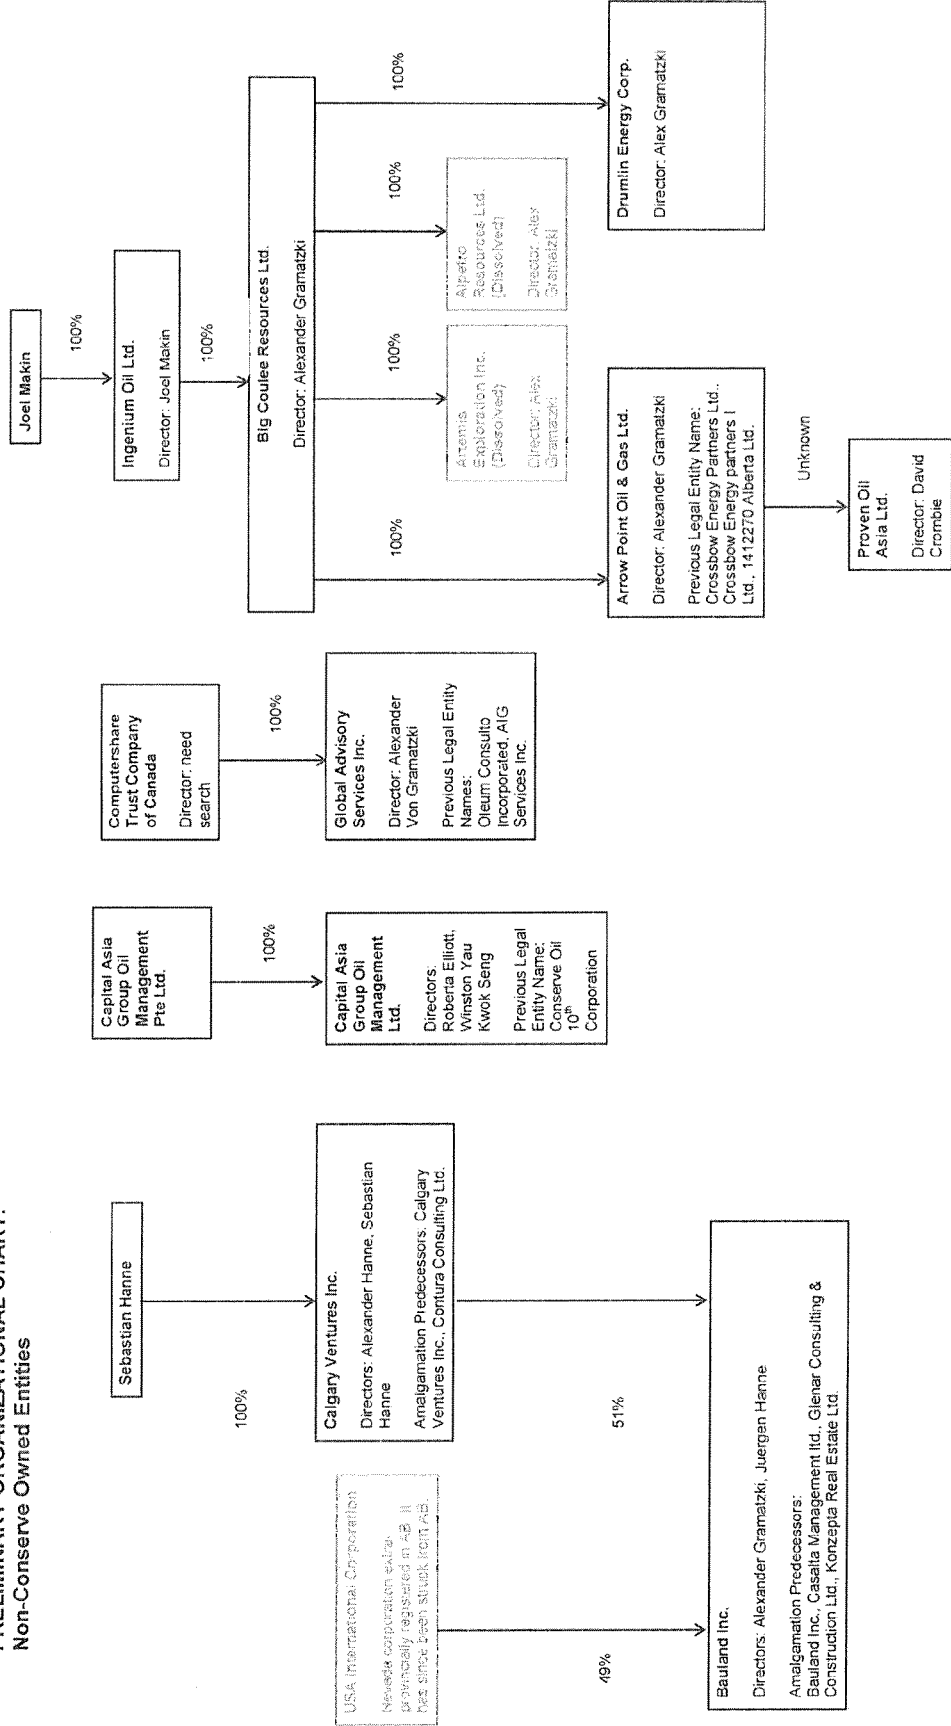 PRELIMINARY ORGANIZATIONAL CHART:
Non-Conserve Owned Entities
Sebastian Hanne
100%
USA International Corporation
Nevada corporation extra-
provincially registered in AB. It
has since been struck from AB.
Calgary Ventures Inc.
Directors: Alexander Hanne, Sebastian
Hanne
Amalgamation Predecessors: Calgary
Ventures Inc., Contura Consulting Ltd.
49%
51%
Bauland Inc.
Directors: Alexander Gramatzki, Juergen Hanne
Amalgamation Predecessors:
Bauland Inc., Casalta Management ltd., Glenar Consulting &
Construction Ltd., Konzepta Real Estate Ltd.
Capital Asia
Group Oil
Management
Pte Ltd.
100%
Capital Asia
Group Oil
Management
Ltd.
Directors:
Roberta Elliott,
Winston Yau
Kwok Seng
Previous Legal
Entity Name:
Conserve Oil
10th
Corporation
Computershare
Trust Company
of Canada
Director: need
search
100%
Global Advisory
Services Inc.
Director: Alexander
Von Gramatzki
Previous Legal Entity
Names:
Oleum Consulto
Incorporated, AIG
Services Inc.
Joel Makin
100%
Ingenium Oil Ltd.
Director: Joel Makin
100%
Big Coulee Resources Ltd.
Director: Alexander Gramatzki
100%
100%
100%
100%
Artemis
Exploration Inc.
(Dissolved)
Director: Alex
Gramazki
Alpetro
Resources Ltd.
(Dissolved)
Director: Alex
Gramatzki
Arrow Point Oil & Gas Ltd.
Director: Alexander Gramatzki
Previous Legal Entity Name:
Crossbow Energy Partners Ltd.,
Crossbow Energy partners I
Ltd., 1412270 Alberta Ltd.
Drumlin Energy Corp.
Director: Alex Gramatzki
Unknown
Proven Oil
Asia Ltd.
Director: David
Crombie